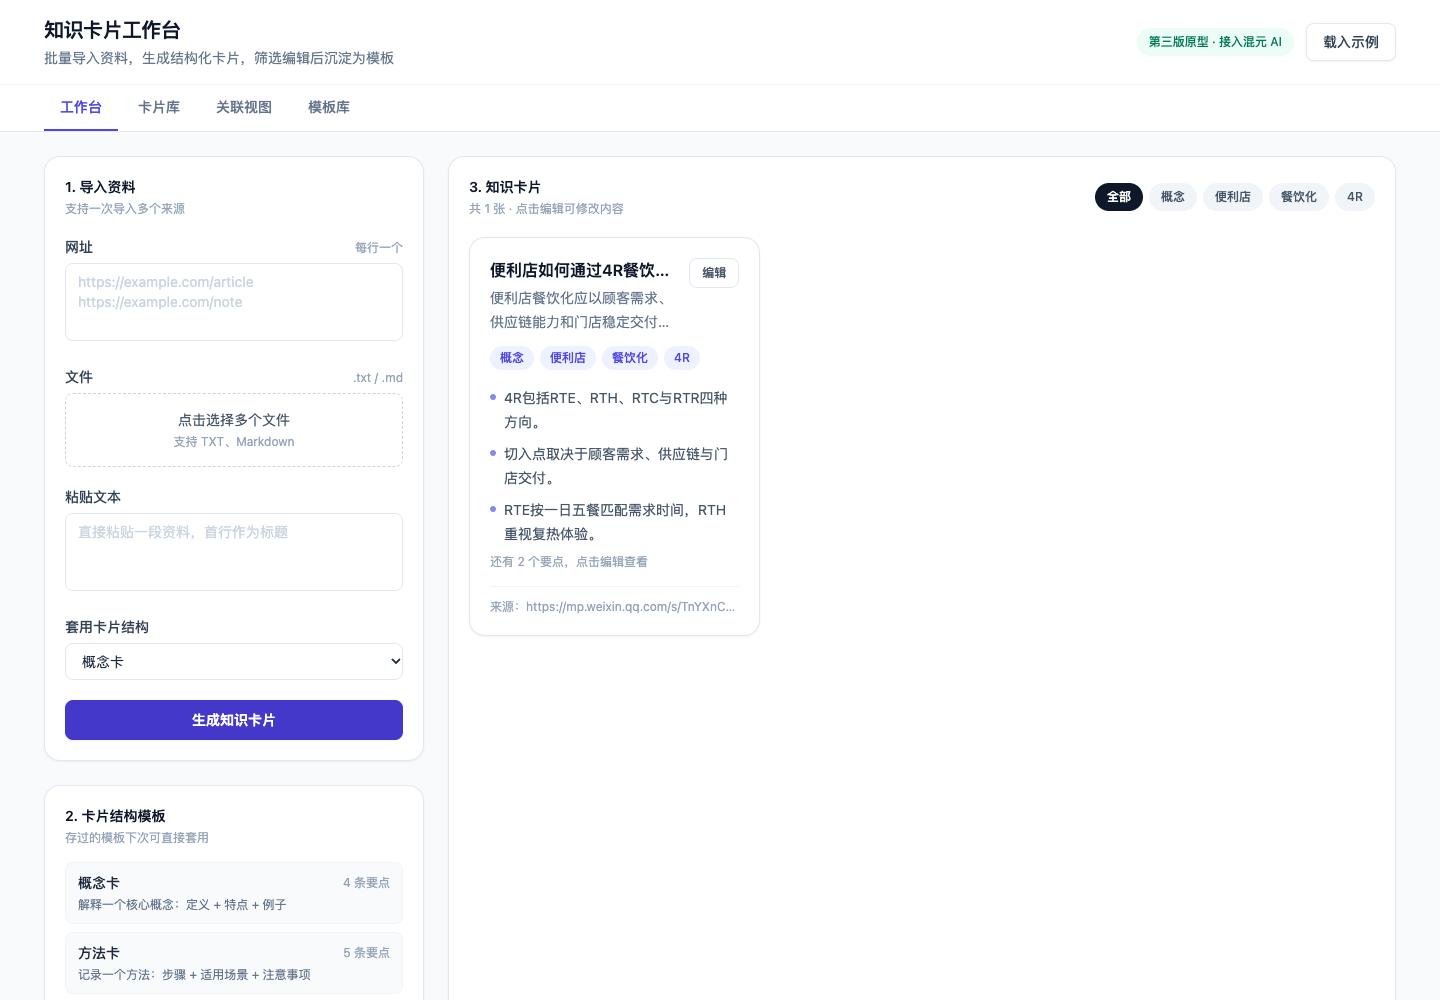 知识卡片工作台
批量导入资料，生成结构化卡片，筛选编辑后沉淀为模板
第三版原型 · 接入混元 AI
载入示例
工作台
卡片库
关联视图
模板库
1. 导入资料
支持一次导入多个来源
网址
每行一个
https://example.com/article
https://example.com/note
文件
.txt / .md
点击选择多个文件
支持 TXT、Markdown
粘贴文本
直接粘贴一段资料，首行作为标题
套用卡片结构
概念卡
生成知识卡片
2. 卡片结构模板
存过的模板下次可直接套用
概念卡
4 条要点
解释一个核心概念：定义 + 特点 + 例子
方法卡
5 条要点
记录一个方法：步骤 + 适用场景 + 注意事项
3. 知识卡片
共 1 张 · 点击编辑可修改内容
全部
概念
便利店
餐饮化
4R
便利店如何通过4R餐饮...
编辑
便利店餐饮化应以顾客需求、
供应链能力和门店稳定交付...
概念
便利店
餐饮化
4R
4R包括RTE、RTH、RTC与RTR四种
方向。
切入点取决于顾客需求、供应链与门
店交付。
RTE按一日五餐匹配需求时间，RTH
重视复热体验。
还有 2 个要点，点击编辑查看
来源：https://mp.weixin.qq.com/s/TnYXnC...